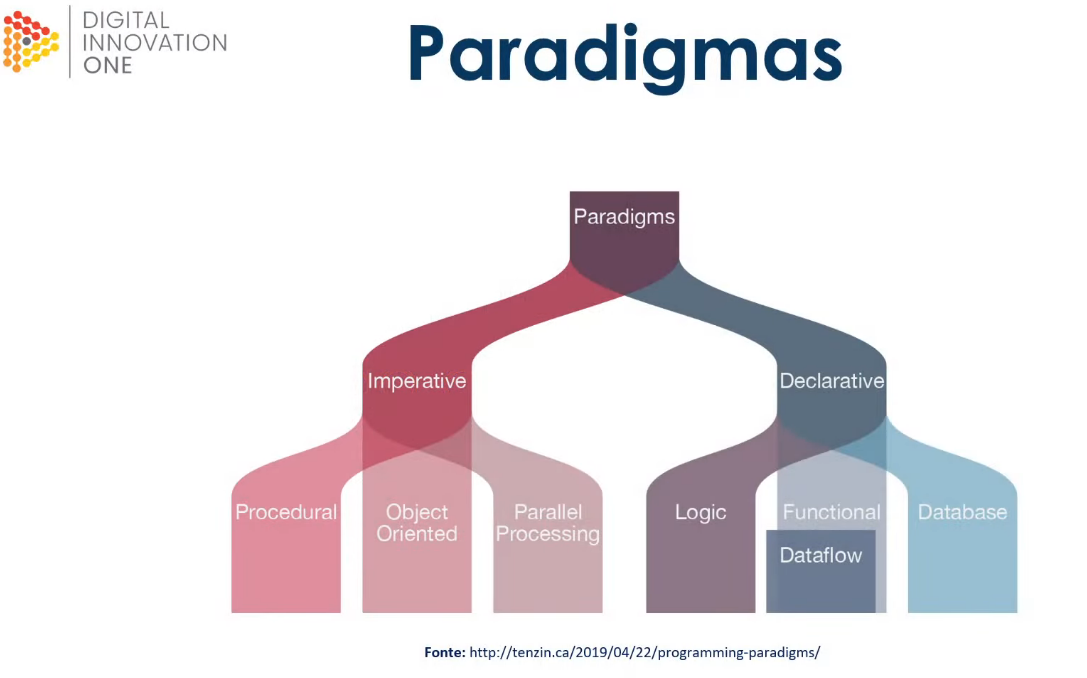 DIGITAL
INNOVATION
ONE
Paradigmas
Paradigms
Imperative
Declarative
Procedural
Object
Oriented
Parallel
Processing
Logic
Functional
Dataflow
Database
Fonte: http://tenzin.ca/2019/04/22/programming-paradigms/